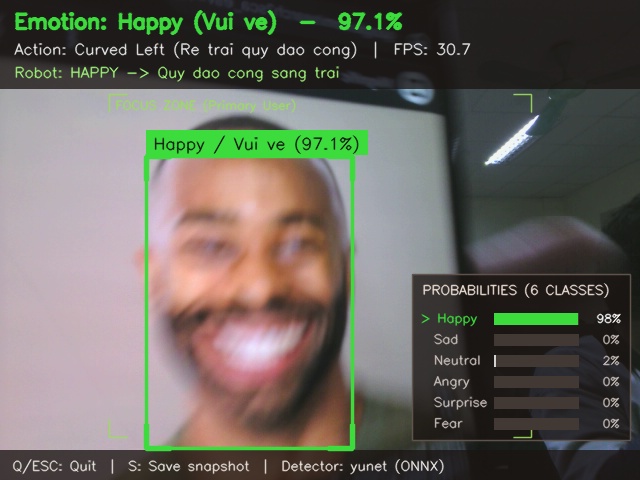 Emotion: Happy (Vui ve) - 97.1%
Action: Curved Left (Re trai quy dao cong) | FPS: 30.7
Robot: HAPPY -> Quy dao cong sang trai
FOCUS ZONE (Primary User)
Happy / Vui ve (97.1%)
PROBABILITIES (6 CLASSES)
> Happy 98%
Sad 0%
Neutral 2%
Angry 0%
Surprise 0%
Fear 0%
Q/ESC: Quit | S: Save snapshot | Detector: yunet (ONNX)